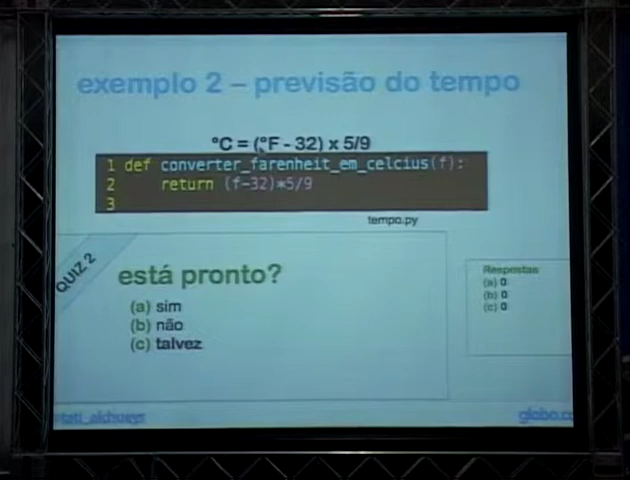 exemplo 2 – previsão do tempo
°C = (°F - 32) x 5/9
1 def converter_farenheit_em_celcius(f):
2 return (f-32)*5/9
3
tempo.py
QUIZ 2
está pronto?
(a) sim
(b) não
(c) talvez
Respostas
(a) 0
(b) 0
(c) 0